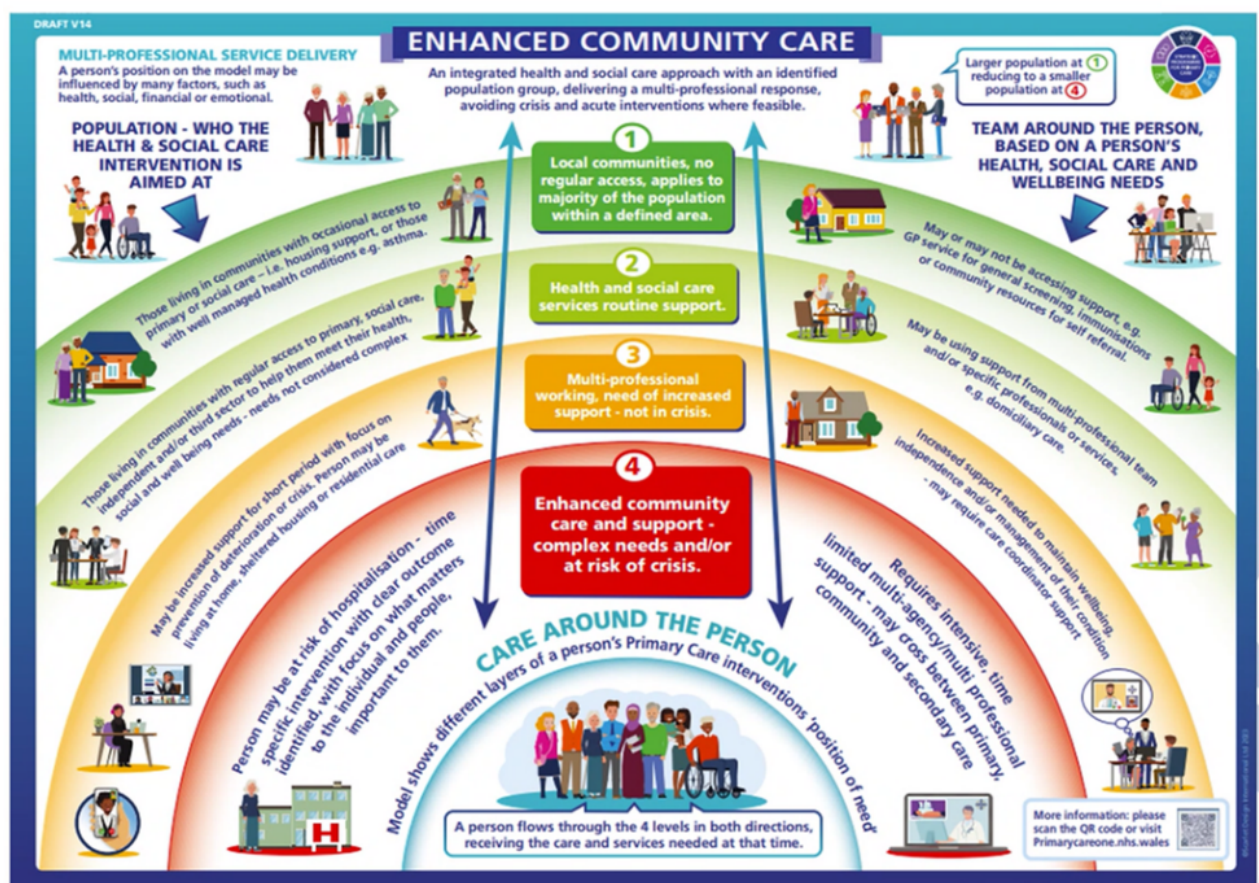 DRAFT V14
ENHANCED COMMUNITY CARE
An integrated health and social care approach with an identified
population group, delivering a multi-professional response,
avoiding crisis and acute interventions where feasible.
MULTI-PROFESSIONAL SERVICE DELIVERY
A person's position on the model may be
influenced by many factors, such as
health, social, financial or emotional.
POPULATION - WHO THE
HEALTH & SOCIAL CARE
INTERVENTION IS
AIMED AT
Larger population at 1
reducing to a smaller
population at 4
TEAM AROUND THE PERSON,
BASED ON A PERSON'S
HEALTH, SOCIAL CARE AND
WELLBEING NEEDS
1
Local communities, no
regular access, applies to
majority of the population
within a defined area.
Those living in communities with occasional access to
primary or social care – i.e. housing support, or those
with well managed health conditions e.g. asthma.
May or may not be accessing support, e.g.
GP service for general screening, immunisations
or community resources for self referral.
2
Health and social care
services routine support.
Those living in communities with regular access to primary, social care,
independent and/or third sector to help them meet their health,
social and well being needs - needs not considered complex
May be using support from multi-professional team
and/or specific professionals or services,
e.g. domiciliary care.
3
Multi-professional
working, need of increased
support - not in crisis.
May be increased support for short period with focus on
prevention of deterioration or crisis. Person may be
living at home, sheltered housing or residential care
Increased support needed to maintain wellbeing,
independence and/or management of their condition
- may require care coordinator support
4
Enhanced community
care and support -
complex needs and/or
at risk of crisis.
Person may be at risk of hospitalisation - time
specific intervention with clear outcome
identified, with focus on what matters
to the individual and people,
important to them.
Requires intensive, time
limited multi-agency/multi professional
support - may cross between primary,
community and secondary care
CARE AROUND THE PERSON
Model shows different layers of a person's Primary Care interventions 'position of need'
H
A person flows through the 4 levels in both directions,
receiving the care and services needed at that time.
More information: please
scan the QR code or visit
Primarycareone.nhs.wales